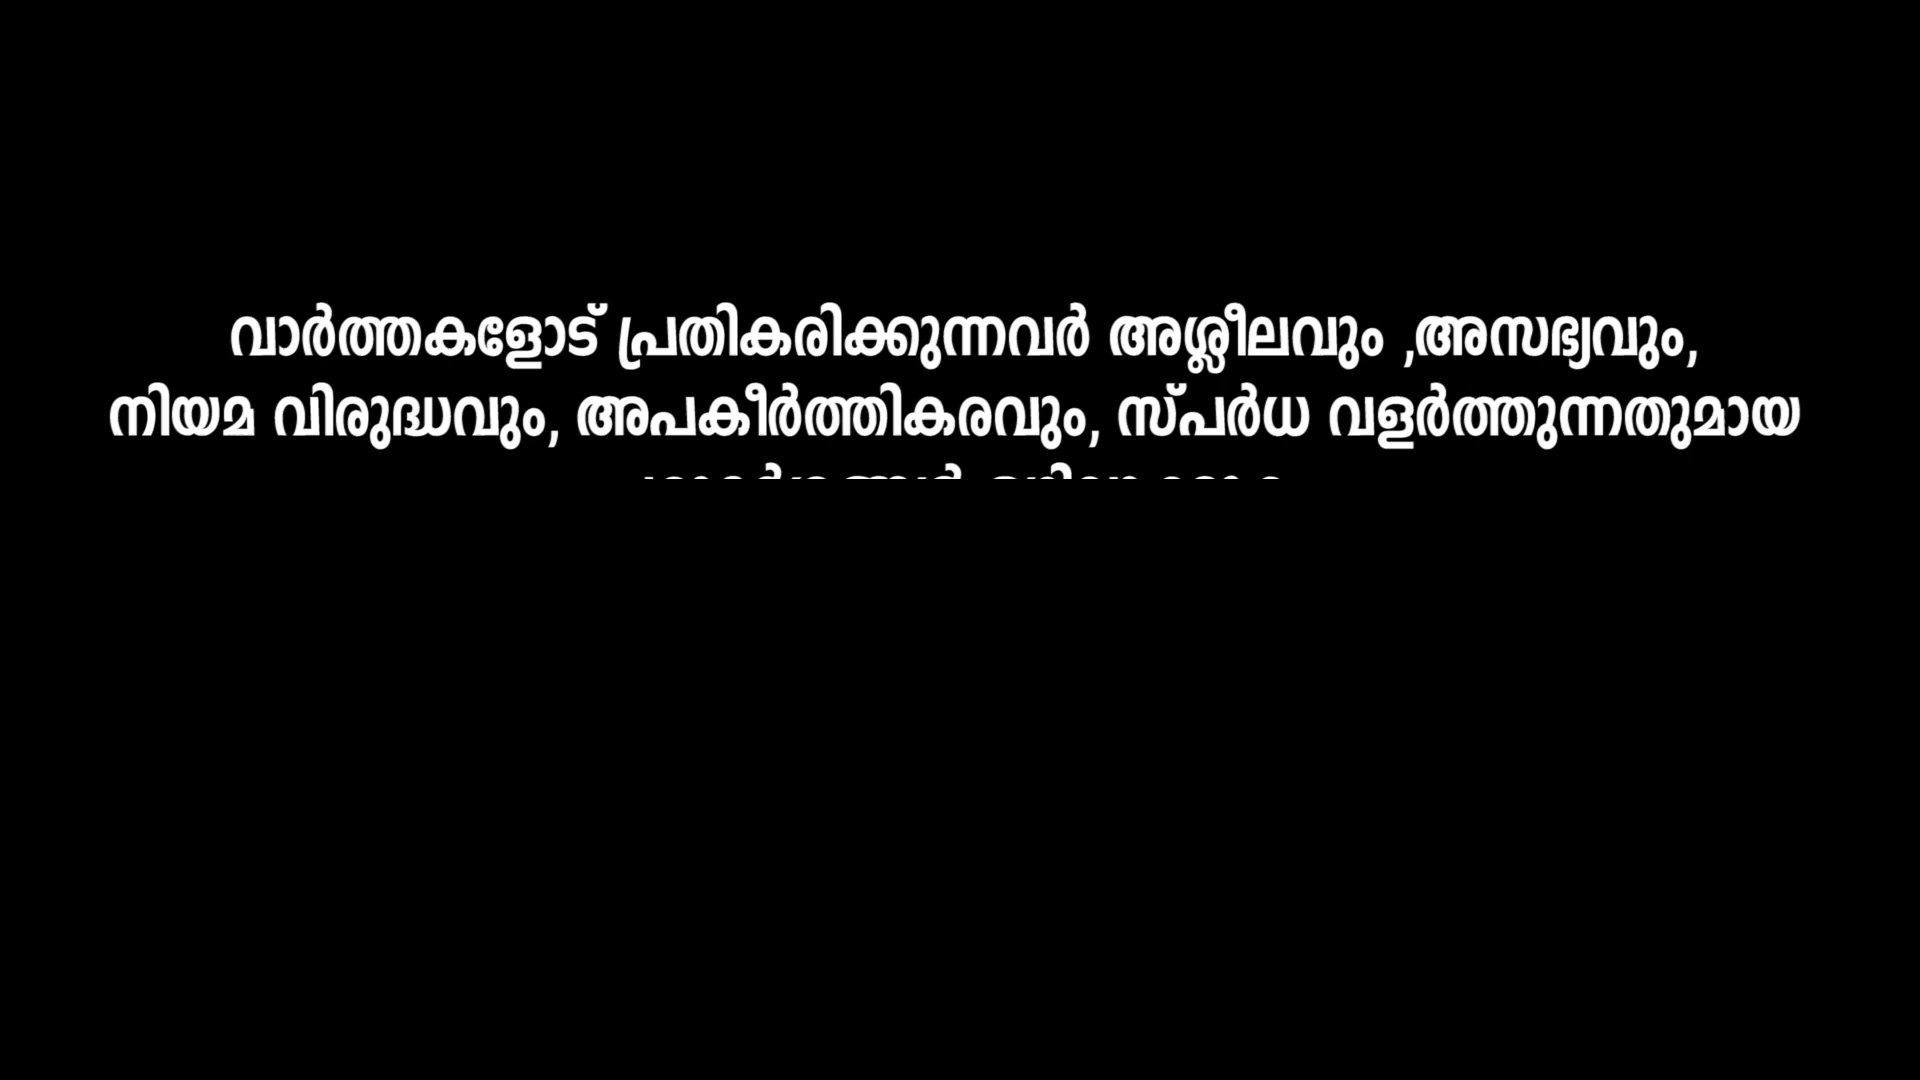 വാർത്തകളോട് പ്രതികരിക്കുന്നവർ അശ്ലീലവും ,അസഭ്യവും,
നിയമ വിരുദ്ധവും, അപകീർത്തികരവും, സ്പർധ വളർത്തുന്നതുമായ